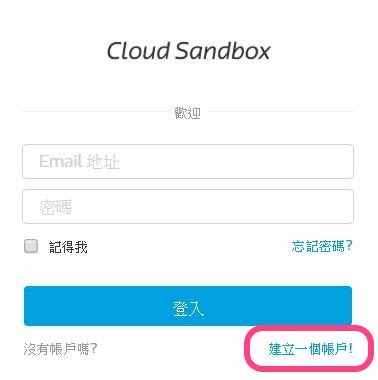 Cloud Sandbox
歡迎
Email 地址
密碼
記得我 忘記密碼?
登入
沒有帳戶嗎? 建立一個帳戶!